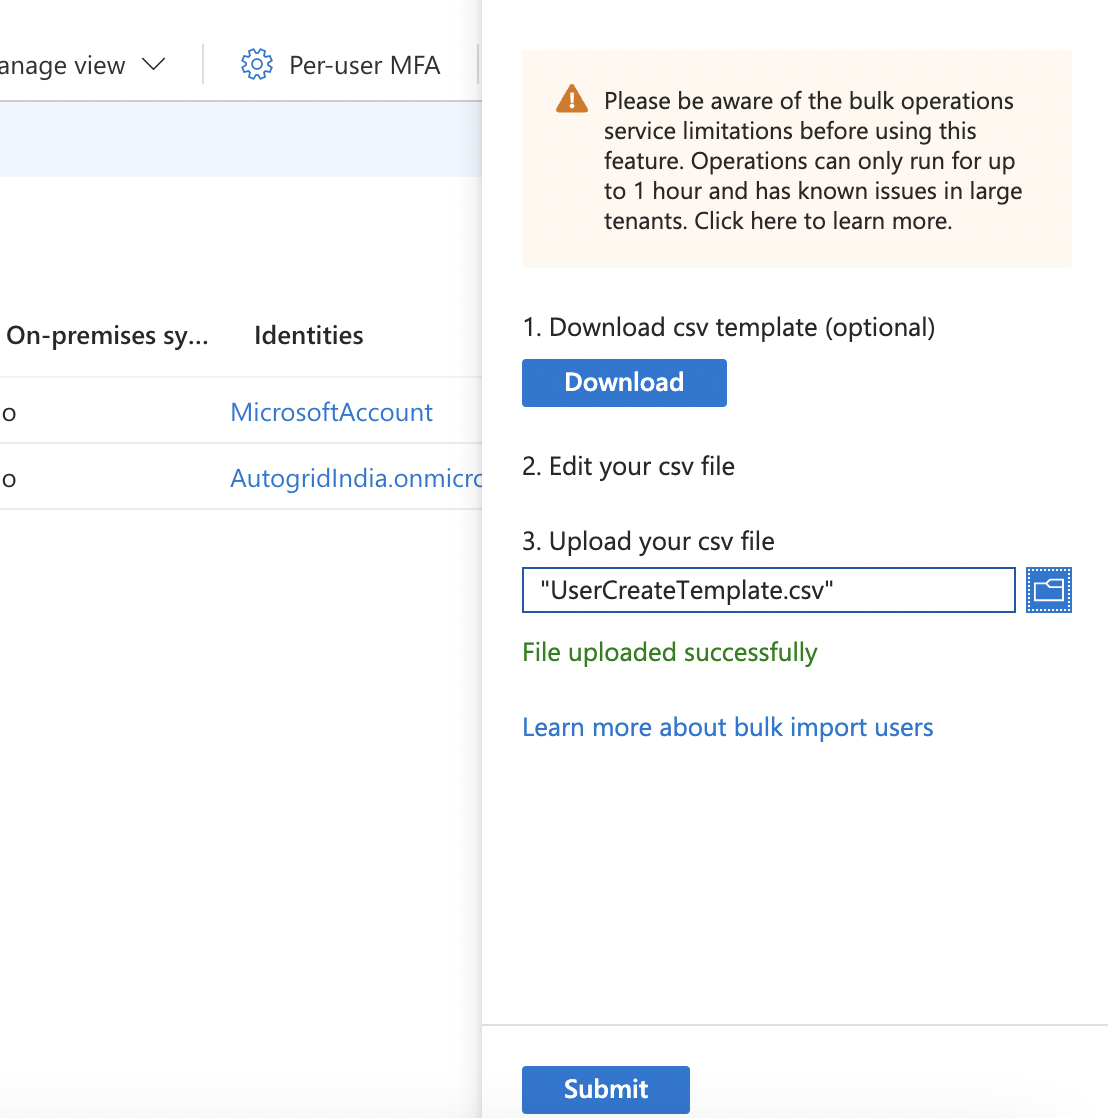 anage view
Per-user MFA
On-premises sy...
Identities
o
MicrosoftAccount
o
AutogridIndia.onmicro
Please be aware of the bulk operations
service limitations before using this
feature. Operations can only run for up
to 1 hour and has known issues in large
tenants. Click here to learn more.
1. Download csv template (optional)
Download
2. Edit your csv file
3. Upload your csv file
"UserCreateTemplate.csv"
File uploaded successfully
Learn more about bulk import users
Submit